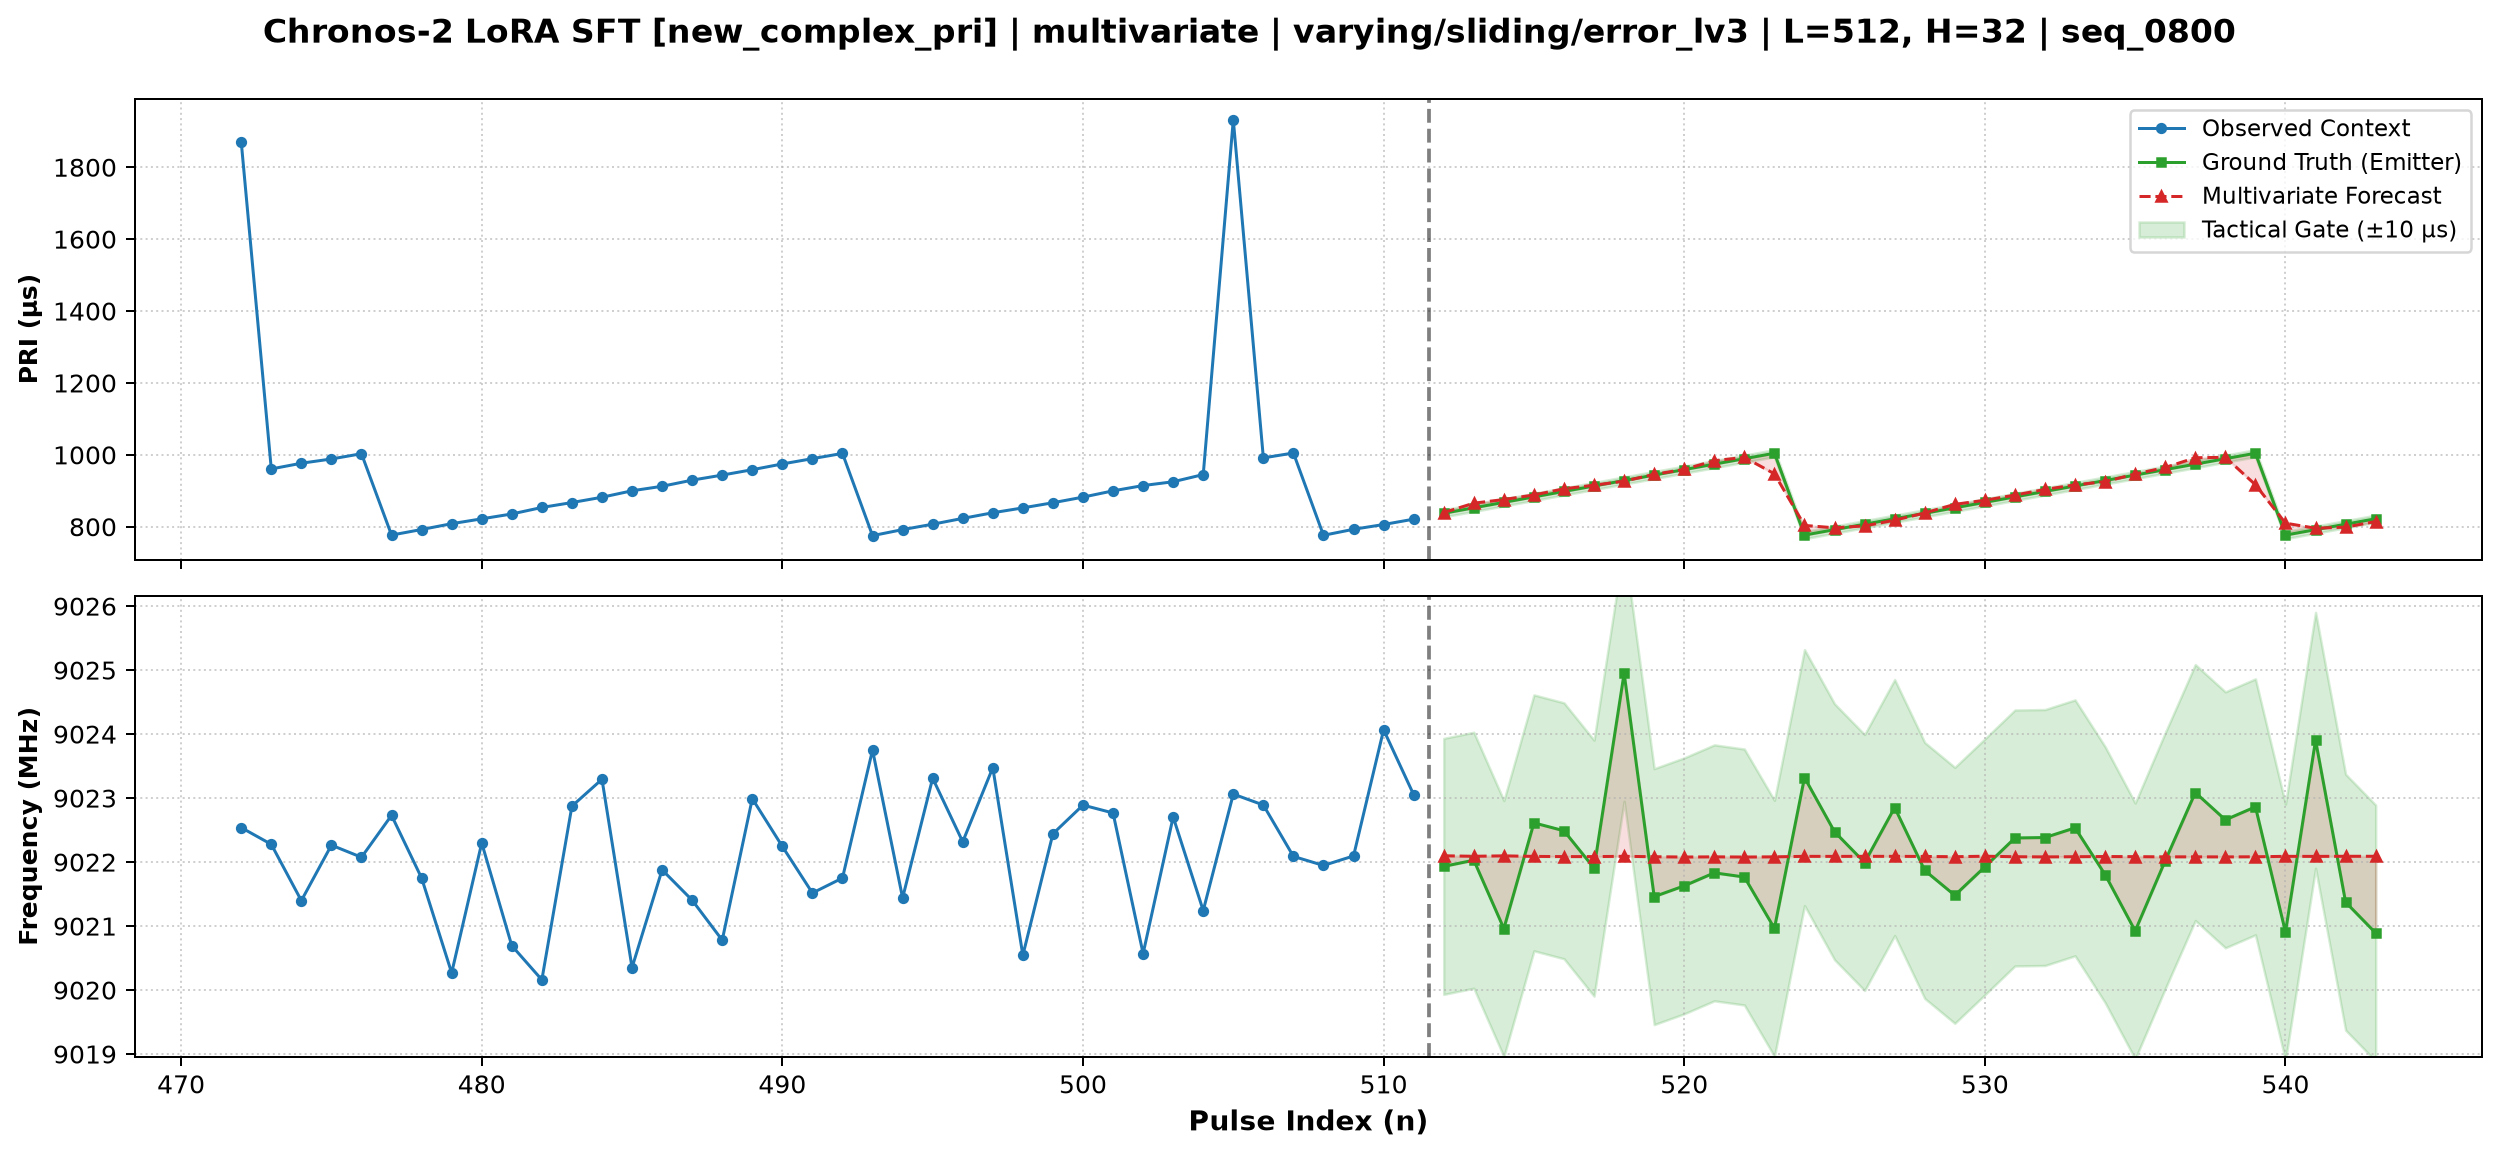 Chronos-2 LoRA SFT [new_complex_pri] | multivariate | varying/sliding/error_lv3 | L=512, H=32 | seq_0800
PRI (µs)
1800
1600
1400
1200
1000
800
Observed Context
Ground Truth (Emitter)
Multivariate Forecast
Tactical Gate (±10 µs)
Frequency (MHz)
9026
9025
9024
9023
9022
9021
9020
9019
470 480 490 500 510 520 530 540
Pulse Index (n)